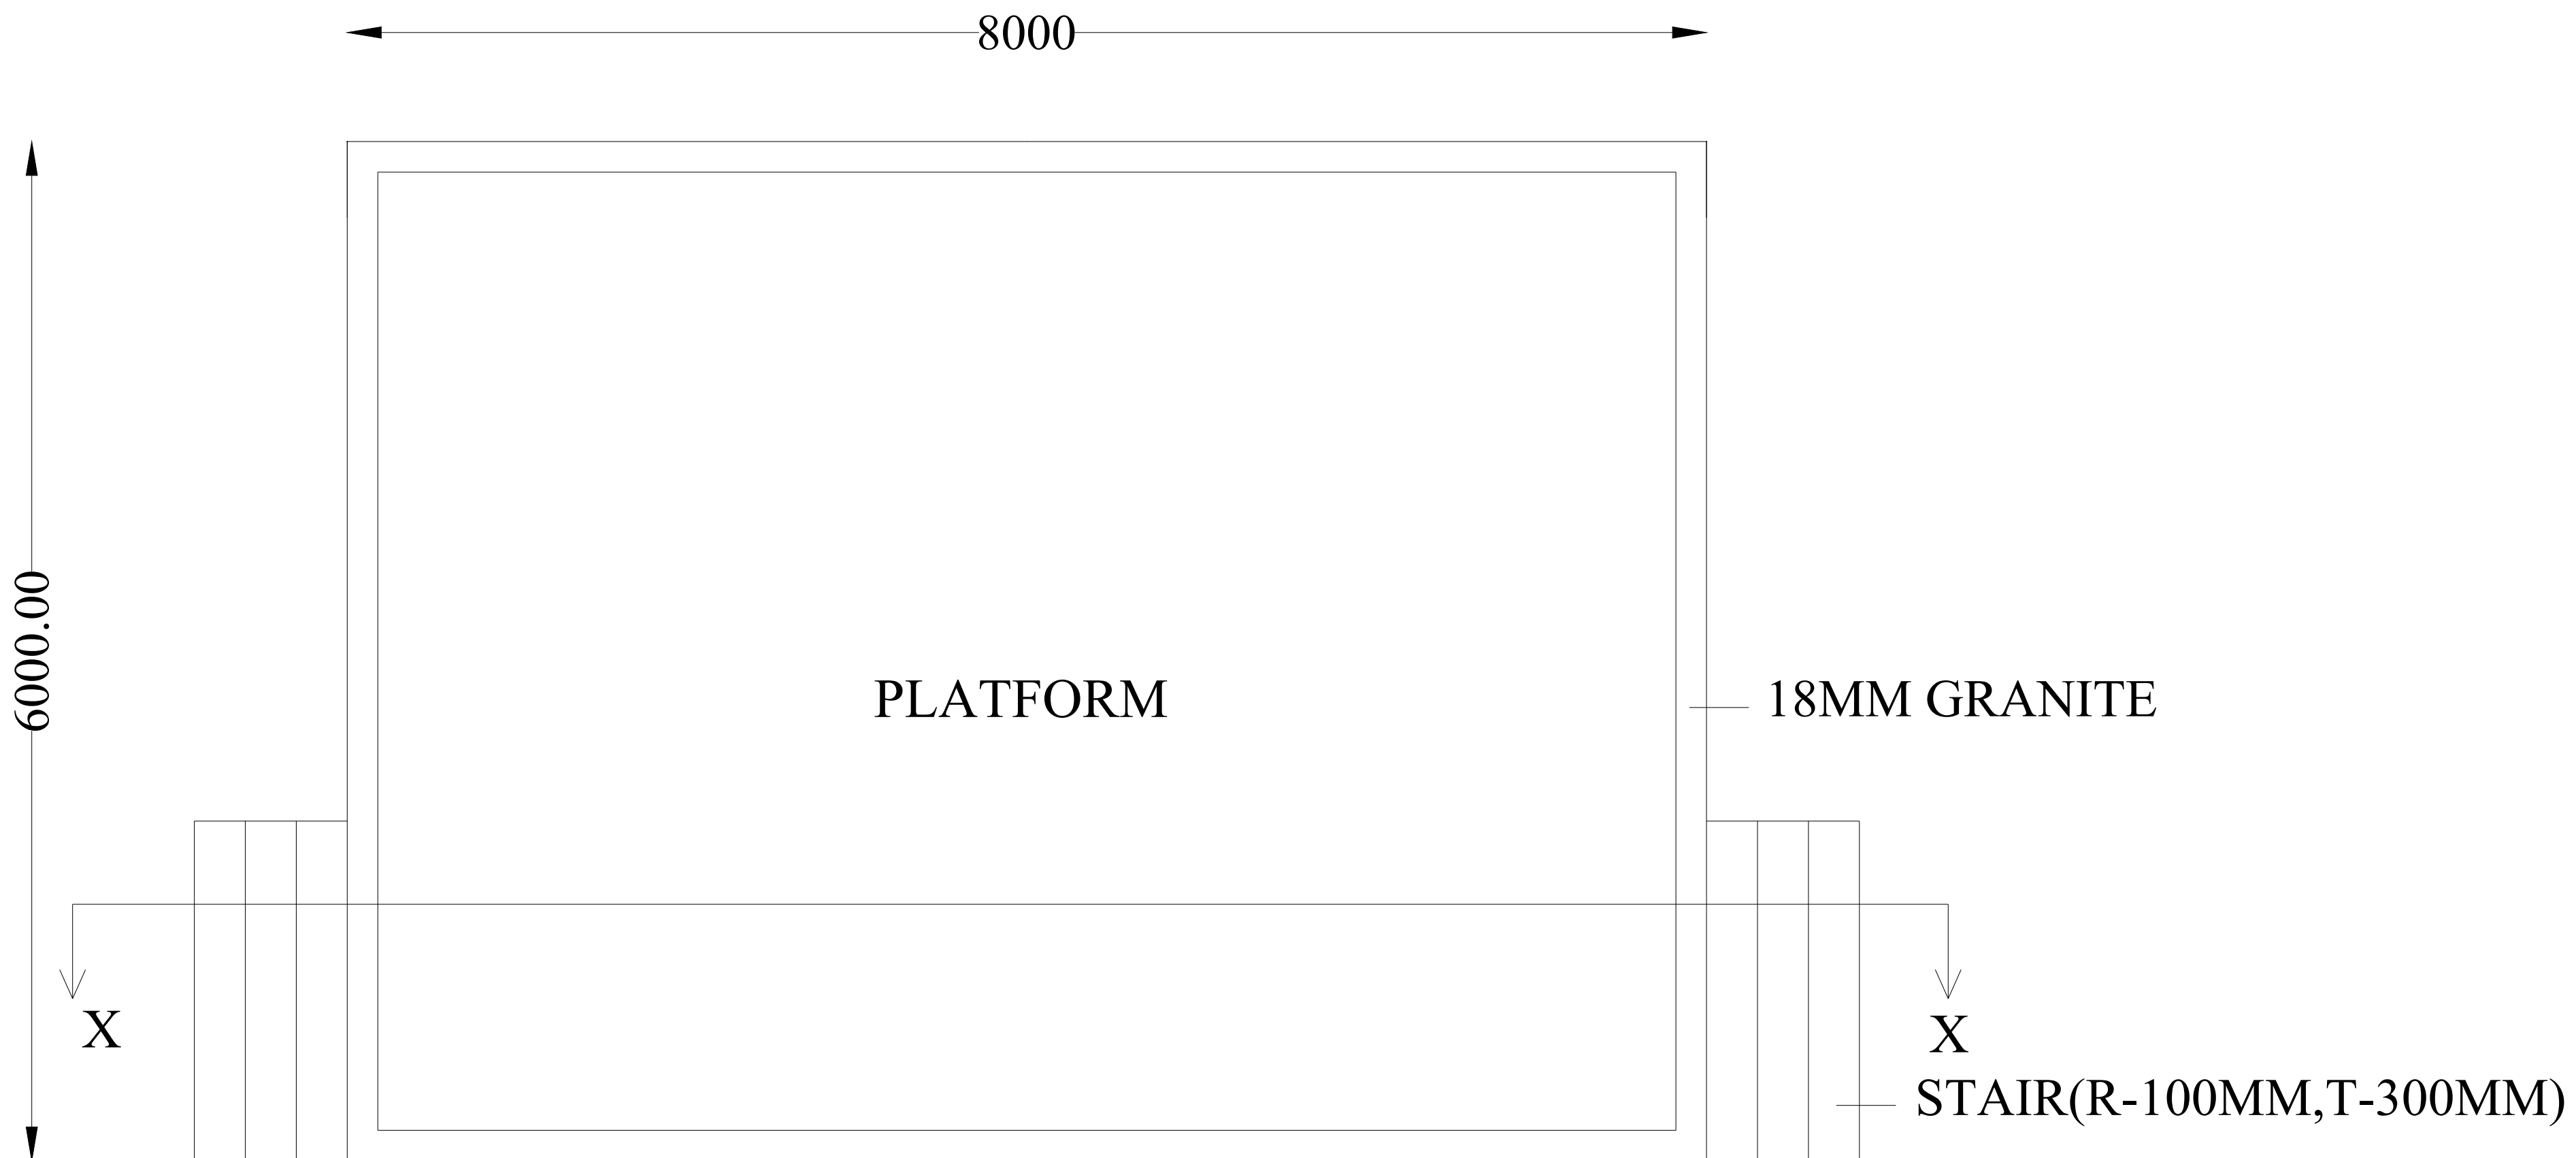 8000
6000.00
PLATFORM
18MM GRANITE
X
X
STAIR(R-100MM,T-300MM)